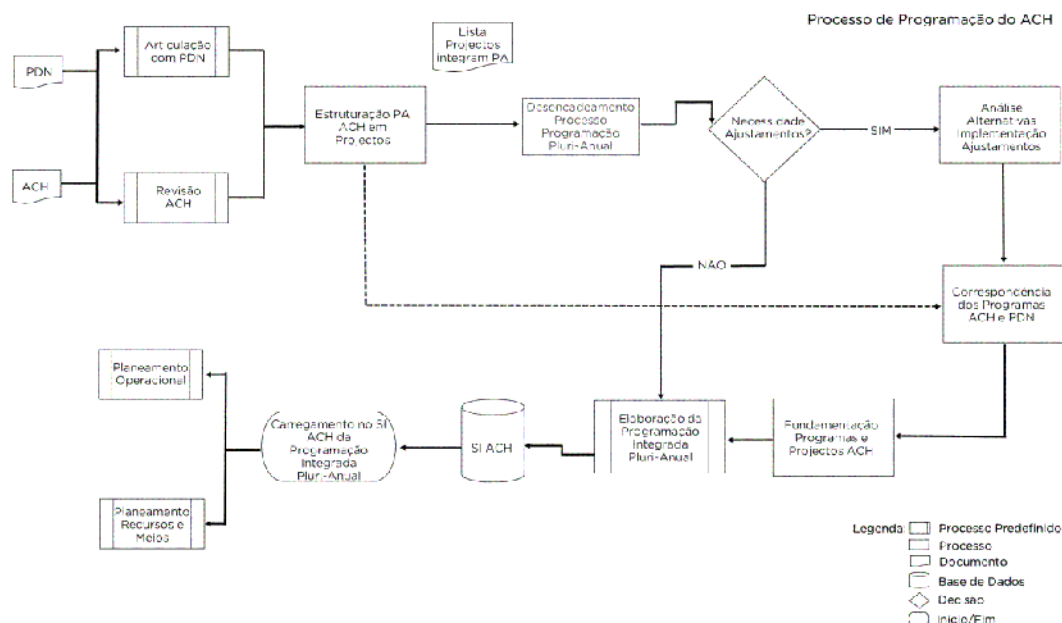 Processo de Programação do ACH
PDN
ACH
Articulação
com PDN
Revisão
ACH
Estruturação PA
ACH em
Projectos
Lista
Projectos
integram PA
Desencadeamento
Processo
Programação
Pluri-Anual
Necessidade
Ajustamentos?
SIM
NÃO
Análise
Alternativas
Implementação
Ajustamentos
Correspondência
dos Programas
ACH e PDN
Fundamentação
Programas e
Projectos ACH
Elaboração da
Programação
Integrada
Pluri-Anual
SI ACH
Carregamento no SI
ACH da
Programação
Integrada
Pluri-Anual
Planeamento
Operacional
Planeamento
Recursos e
Meios
Legenda:
Processo Predefinido
Processo
Documento
Base de Dados
Decisão
Início/Fim